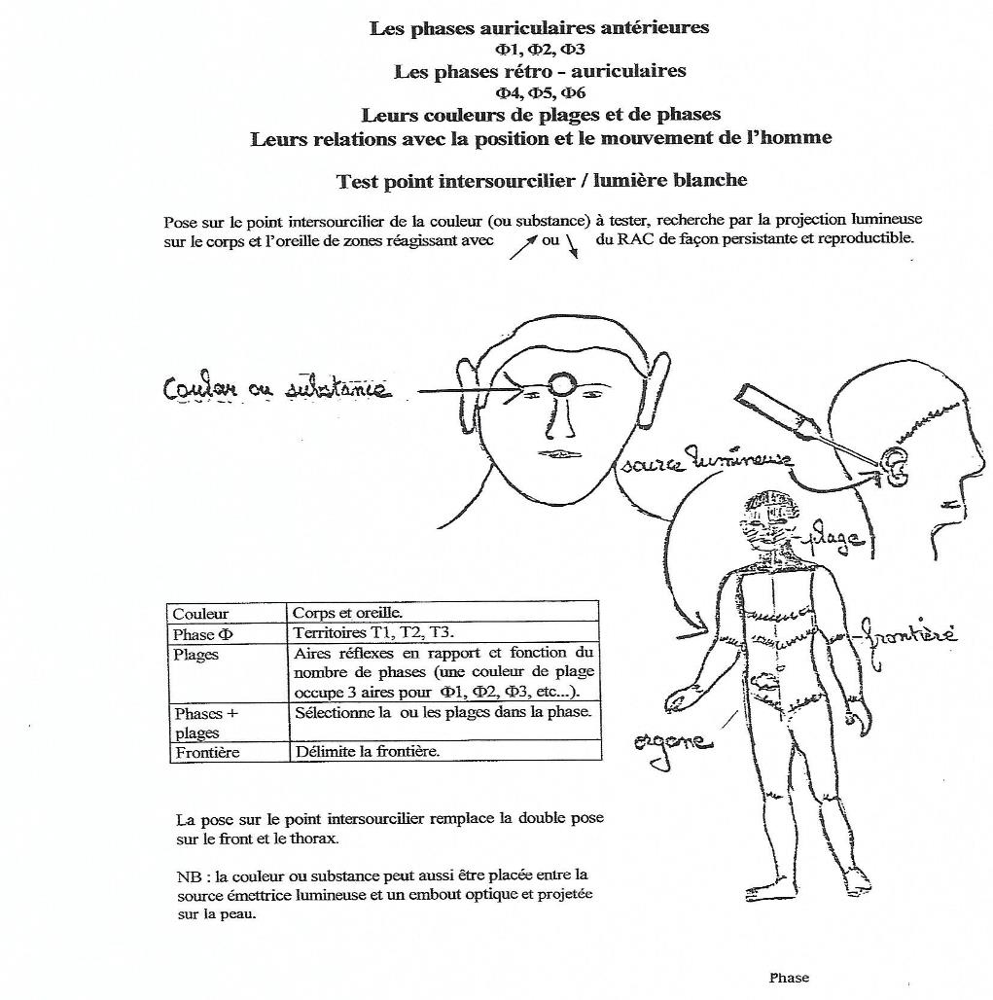 Les phases auriculaires antérieures
Φ1, Φ2, Φ3
Les phases rétro - auriculaires
Φ4, Φ5, Φ6
Leurs couleurs de plages et de phases
Leurs relations avec la position et le mouvement de l'homme
Test point intersourcilier / lumière blanche
Pose sur le point intersourcilier de la couleur (ou substance) à tester, recherche par la projection lumineuse
sur le corps et l'oreille de zones réagissant avec ↗ ou ↘ du RAC de façon persistante et reproductible.
Couleur ou substance
source lumineuse
plage
frontière
organe
Couleur Corps et oreille.
Phase Φ Territoires T1, T2, T3.
Plages Aires réflexes en rapport et fonction du
nombre de phases (une couleur de plage
occupe 3 aires pour Φ1, Φ2, Φ3, etc...).
Phases + Sélectionne la ou les plages dans la phase.
plages
Frontière Délimite la frontière.
La pose sur le point intersourcilier remplace la double pose
sur le front et le thorax.
NB : la couleur ou substance peut aussi être placée entre la
source émettrice lumineuse et un embout optique et projetée
sur la peau.
Phase